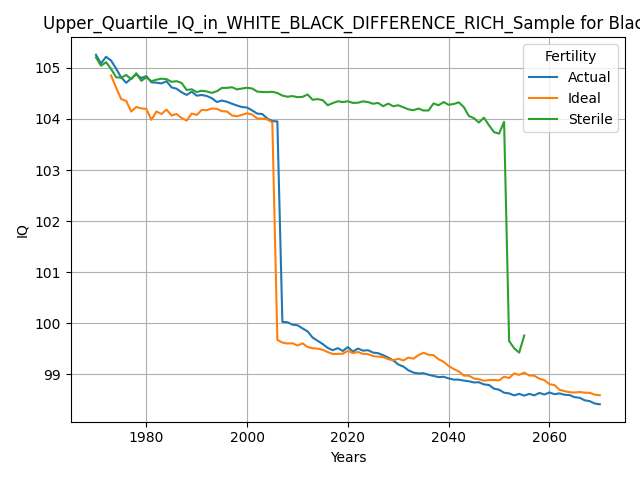 Upper_Quartile_IQ_in_WHITE_BLACK_DIFFERENCE_RICH_Sample for Blac
Fertility
Actual
Ideal
Sterile
105
104
103
102
101
100
99
IQ
1980 2000 2020 2040 2060
Years